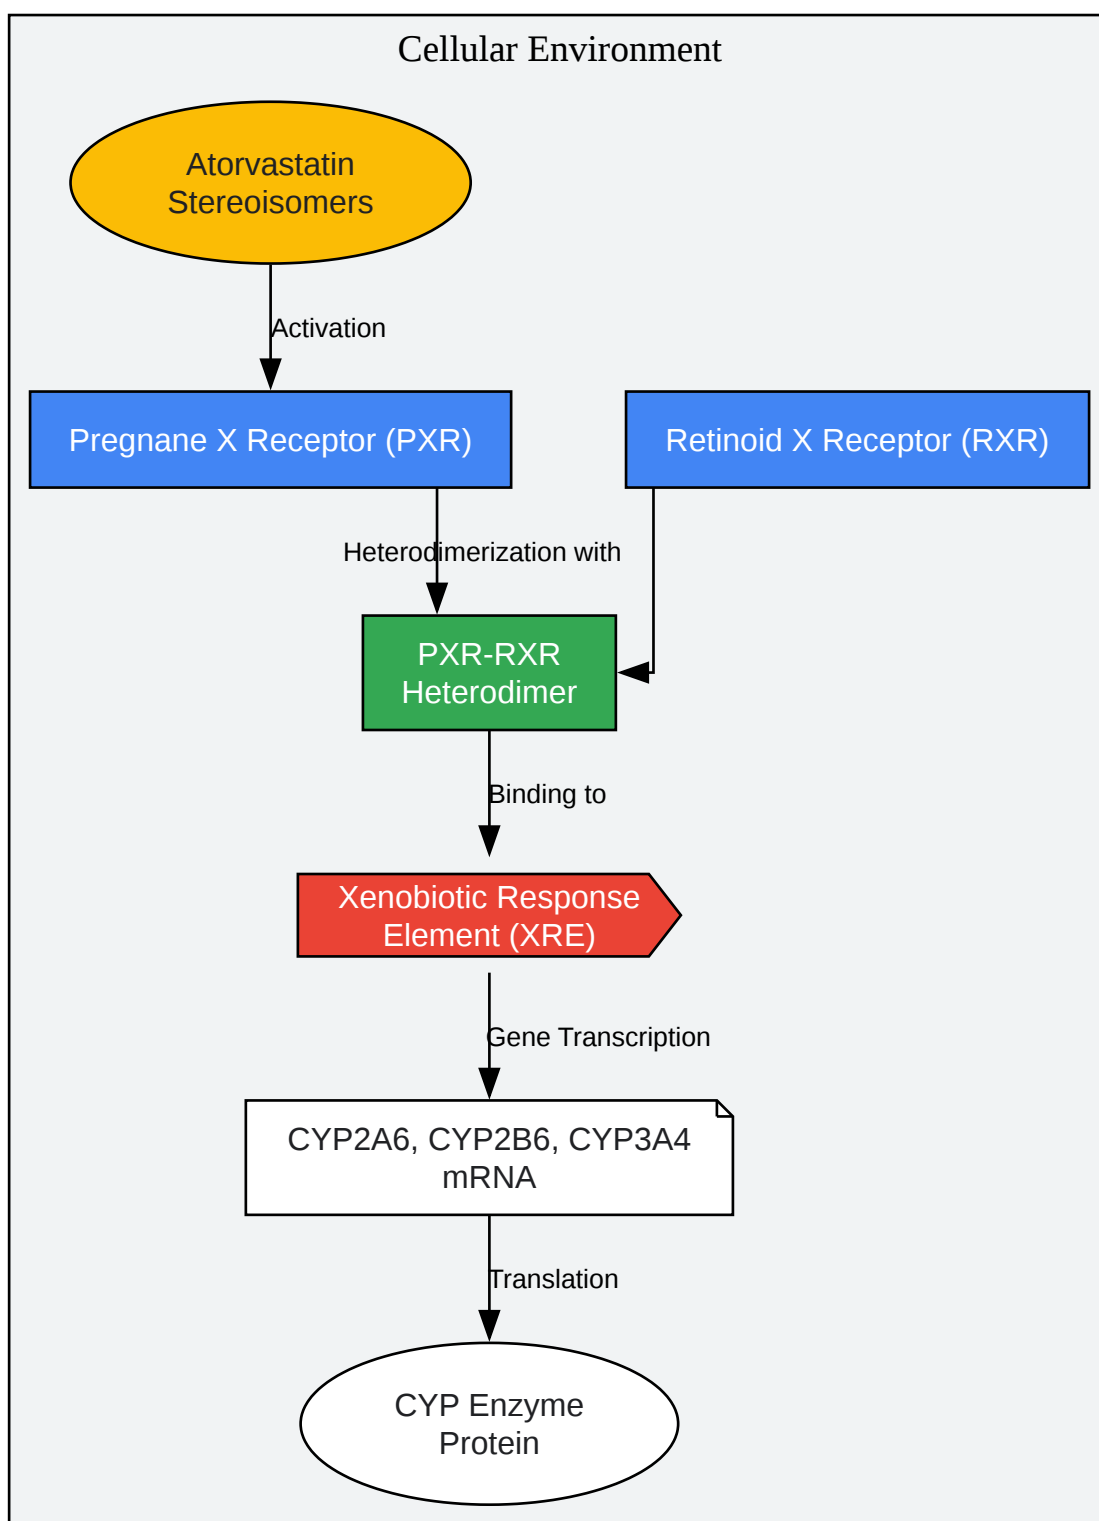 Cellular Environment
Atorvastatin
Stereoisomers
Activation
Pregnane X Receptor (PXR)
Retinoid X Receptor (RXR)
Heterodimerization with
PXR-RXR
Heterodimer
Binding to
Xenobiotic Response
Element (XRE)
Gene Transcription
CYP2A6, CYP2B6, CYP3A4
mRNA
Translation
CYP Enzyme
Protein